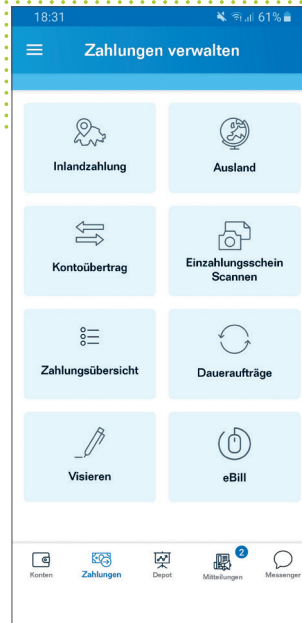 18:31
61%
Zahlungen verwalten
Inlandzahlung
Ausland
Kontoübertrag
Einzahlungsschein
Scannen
Zahlungsübersicht
Daueraufträge
Visieren
eBill
2
Konten
Zahlungen
Depot
Mitteilungen
Messenger